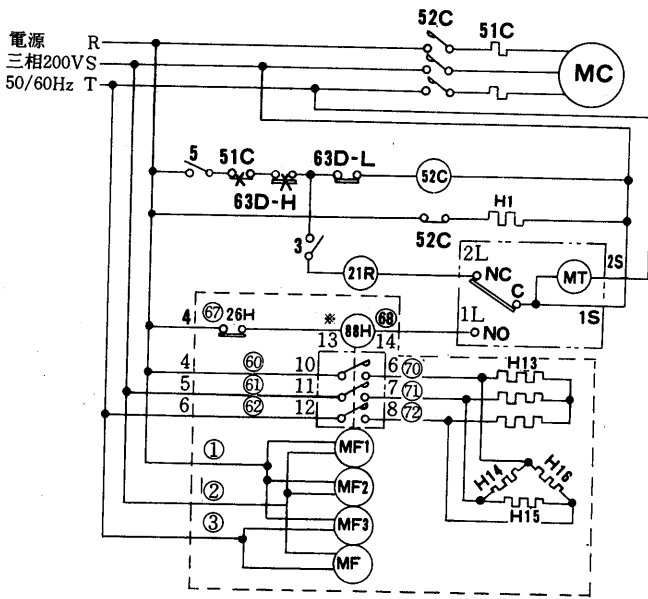 52C 51C
電源 R
三相200V S
50/60Hz T
MC
5 51C 63D-L
52C
63D-H
H1
52C
3
2L 2S
21R NC MT
C
1L 1S
NO
4 ㊿ 26H ※ 88H 68
13 14
4 60 10 6 70 H13
5 61 11 7 71
6 62 12 8 72
① MF1
H14 H16
② MF2
H15
③ MF3
MF